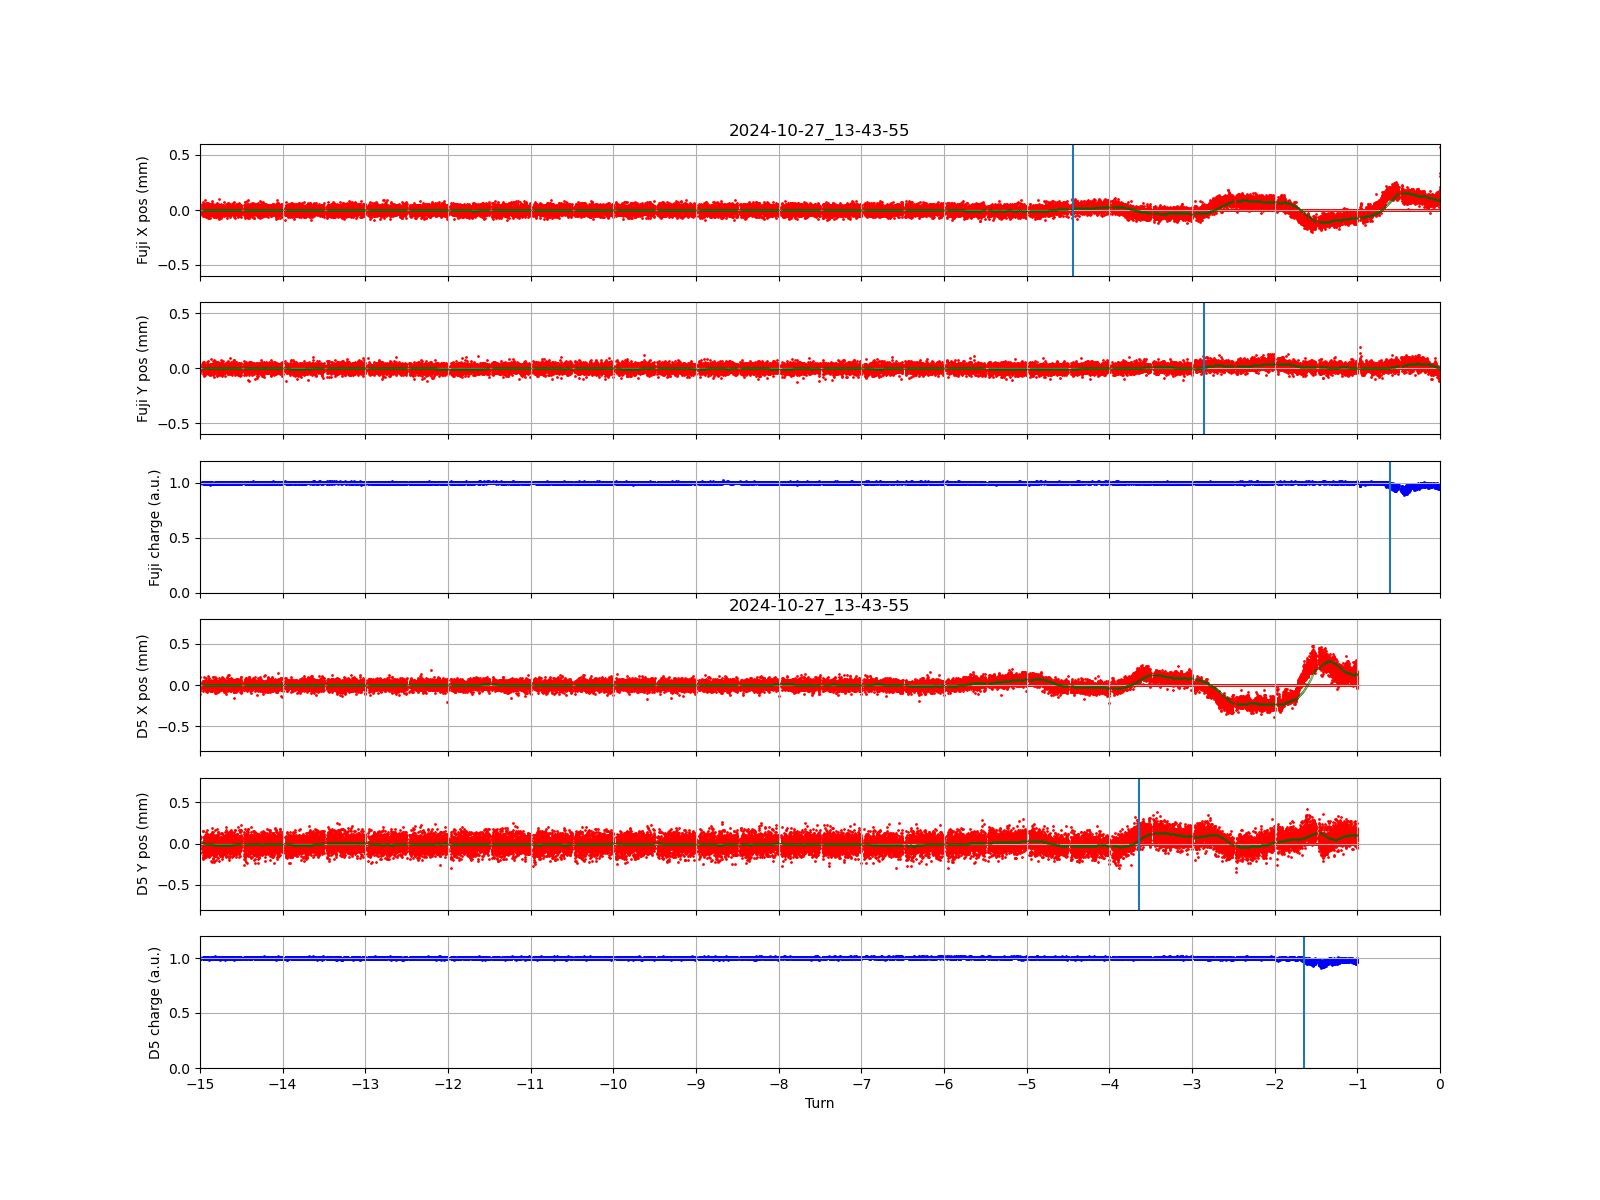 2024-10-27_13-43-55
Fuji X pos (mm)
0.5
0.0
−0.5
Fuji Y pos (mm)
0.5
0.0
−0.5
Fuji charge (a.u.)
1.0
0.5
0.0
2024-10-27_13-43-55
D5 X pos (mm)
0.5
0.0
−0.5
D5 Y pos (mm)
0.5
0.0
−0.5
D5 charge (a.u.)
1.0
0.5
0.0
−15 −14 −13 −12 −11 −10 −9 −8 −7 −6 −5 −4 −3 −2 −1 0
Turn